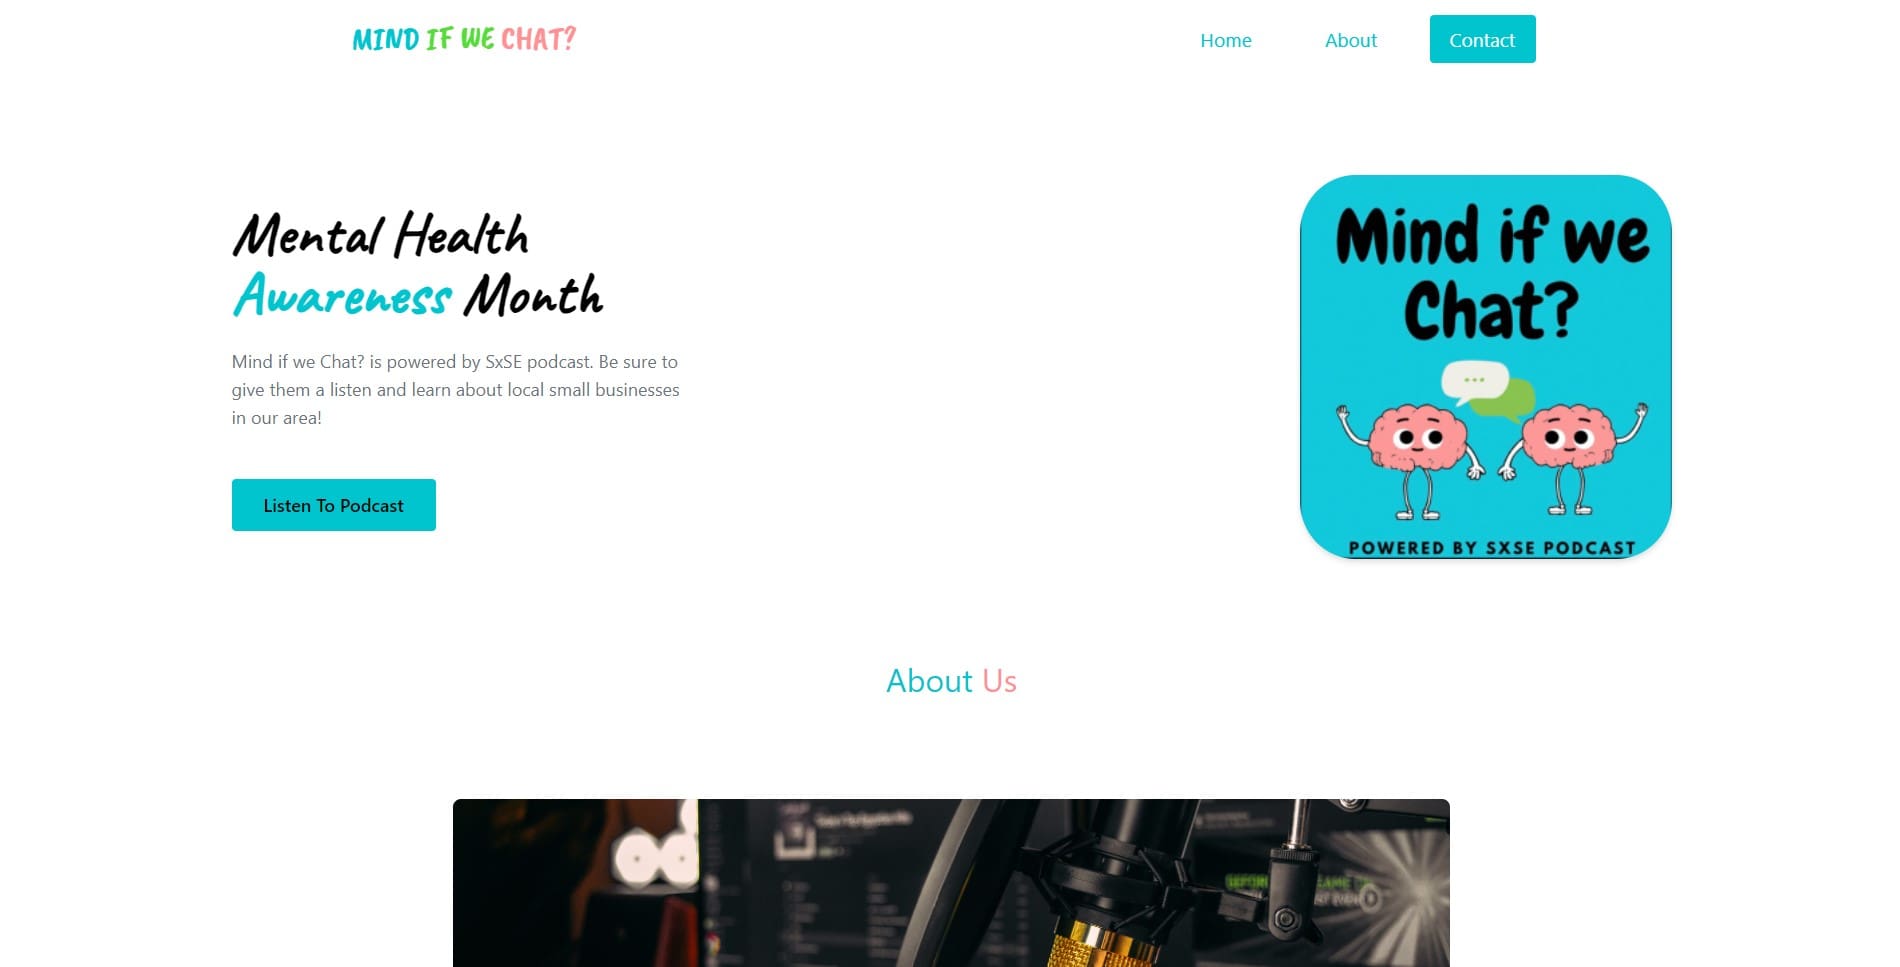 MIND IF WE CHAT?
Home
About
Contact
Mental Health
Awareness Month
Mind if we Chat? is powered by SxSE podcast. Be sure to
give them a listen and learn about local small businesses
in our area!
Listen To Podcast
Mind if we
Chat?
POWERED BY SXSE PODCAST
About Us